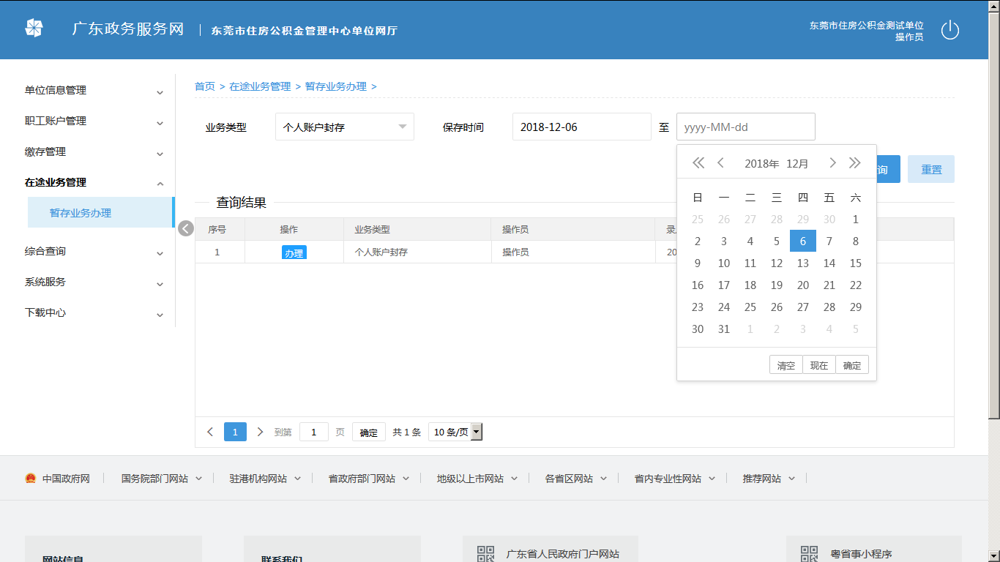 广东政务服务网
东莞市住房公积金管理中心单位网厅
东莞市住房公积金测试单位
操作员
单位信息管理
职工账户管理
缴存管理
在途业务管理
暂存业务办理
综合查询
系统服务
下载中心
首页 > 在途业务管理 > 暂存业务办理 >
业务类型 个人账户封存 保存时间 2018-12-06 至 yyyy-MM-dd
询 重置
2018年 12月
日 一 二 三 四 五 六
25 26 27 28 29 30 1
2 3 4 5 6 7 8
9 10 11 12 13 14 15
16 17 18 19 20 21 22
23 24 25 26 27 28 29
30 31 1 2 3 4 5
清空 现在 确定
查询结果
序号 操作 业务类型 操作员
1 办理 个人账户封存 操作员 20
1 到第 1 页 确定 共 1 条 10 条/页
中国政府网 国务院部门网站 驻港机构网站 省政府部门网站 地级以上市网站 各省区网站 省内专业性网站 推荐网站
网站信息 联系我们 广东省人民政府门户网站 粤省事小程序